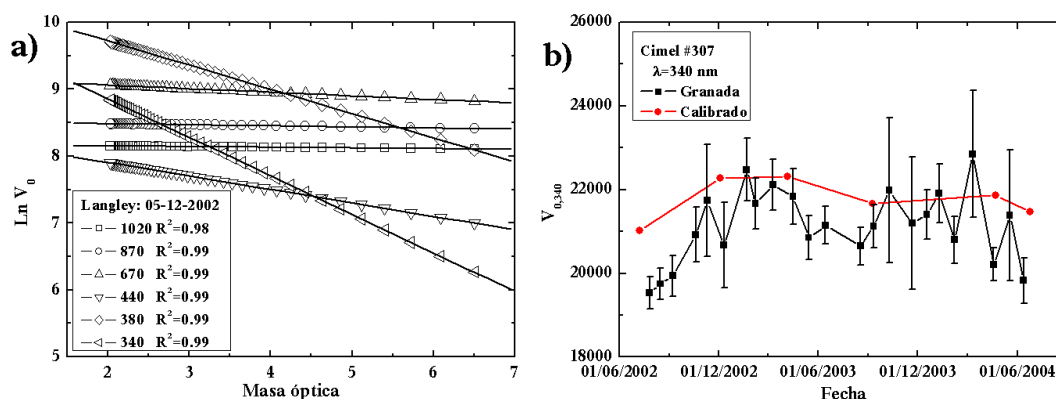 a)
Ln V0
10
9
8
7
6
5
Langley: 05-12-2002
1020 R2=0.98
870 R2=0.99
670 R2=0.99
440 R2=0.99
380 R2=0.99
340 R2=0.99
2 3 4 5 6 7
Masa óptica
b)
V0,340
26000
24000
22000
20000
18000
Cimel #307
λ=340 nm
Granada
Calibrado
01/06/2002 01/12/2002 01/06/2003 01/12/2003 01/06/2004
Fecha